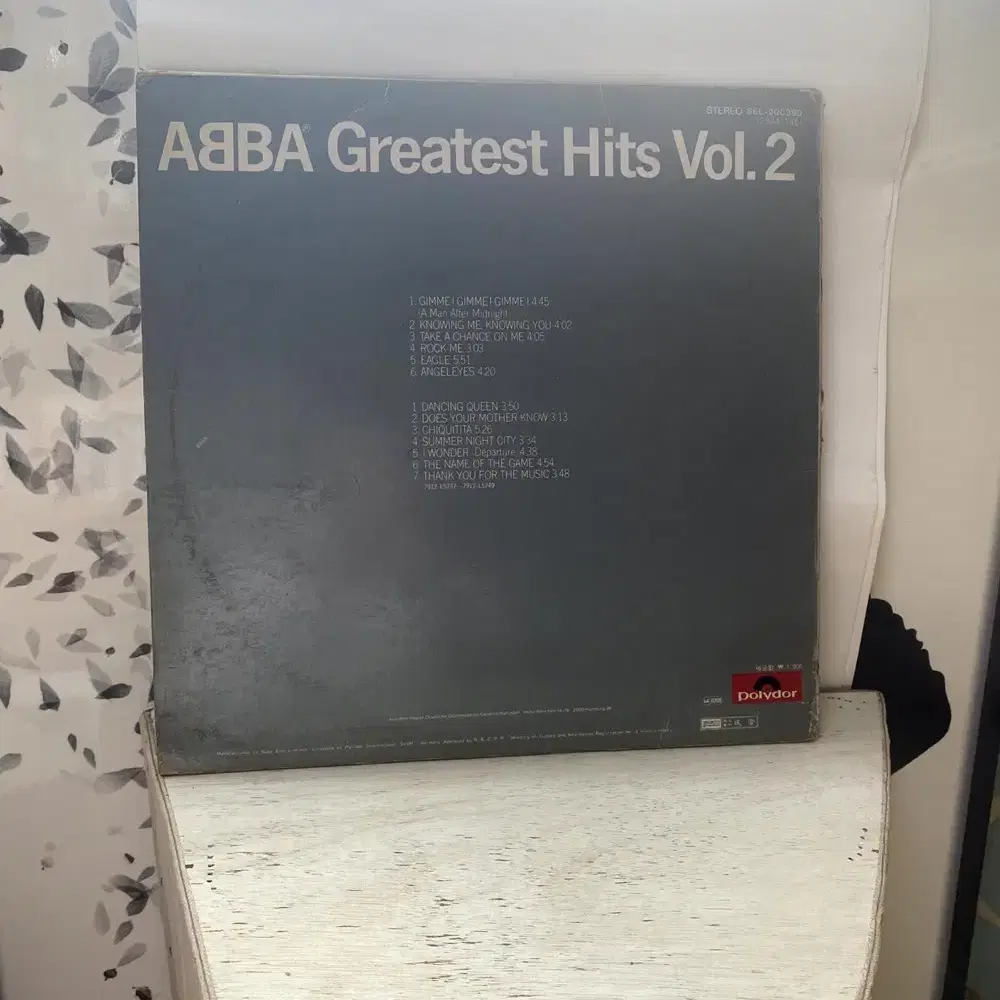 STEREO SEL-20C
ABBA Greatest Hits Vol. 2
1. GIMME! GIMME! GIMME! 4:45
(A Man After Midnight
2 KNOWING ME, KNOWING YOU 4:02
3 TAKE A CHANCE ON ME 4:05
4 ROCK ME 3:03
5 EAGLE 5:51
6 ANGELEYES 4:20
1 DANCING QUEEN 3:50
2. DOES YOUR MOTHER KNOW 3:13
3. CHIQUITITA 5:26
4 SUMMER NIGHT CITY 3:34
5 I WONDER (Departure) 4:38
6 THE NAME OF THE GAME 4:54
7 THANK YOU FOR THE MUSIC 3:48
polydor